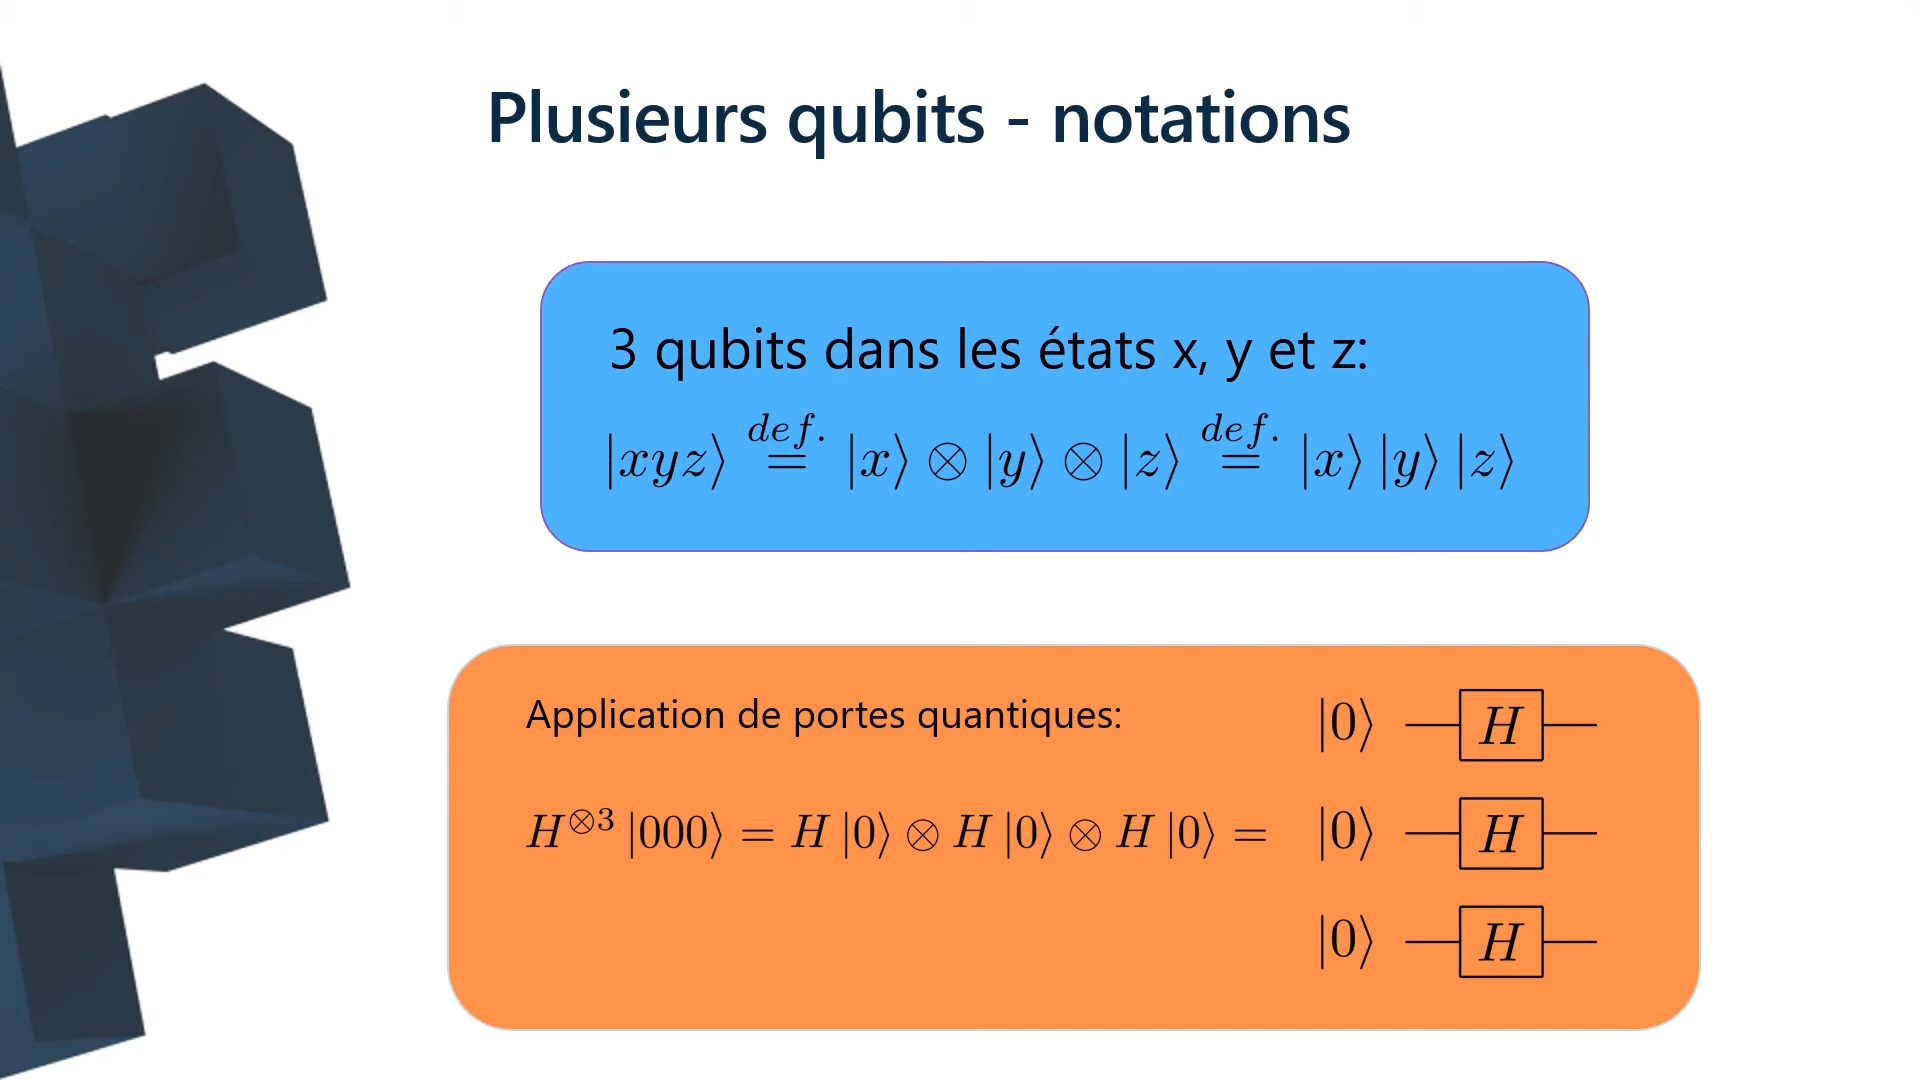 Plusieurs qubits - notations
3 qubits dans les états x, y et z:
|xyz⟩ def.= |x⟩ ⊗ |y⟩ ⊗ |z⟩ def.= |x⟩ |y⟩ |z⟩
Application de portes quantiques:
|0⟩ H
H⊗3 |000⟩ = H |0⟩ ⊗ H |0⟩ ⊗ H |0⟩ = |0⟩ H
|0⟩ H